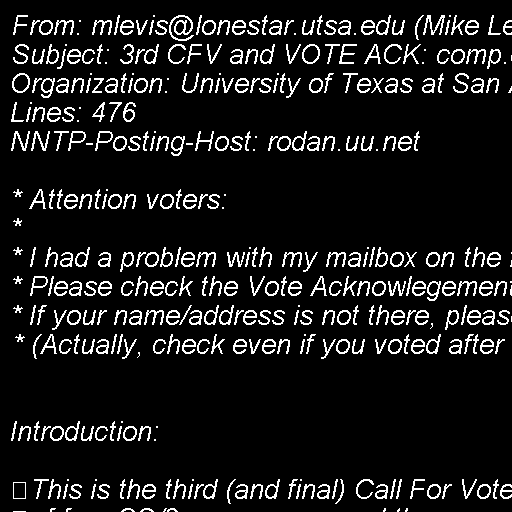 From: mlevis@lonestar.utsa.edu (Mike Le
Subject: 3rd CFV and VOTE ACK: comp.
Organization: University of Texas at San
Lines: 476
NNTP-Posting-Host: rodan.uu.net
* Attention voters:
*
* I had a problem with my mailbox on the
* Please check the Vote Acknowlegement
* If your name/address is not there, pleas
* (Actually, check even if you voted after
Introduction:
This is the third (and final) Call For Vote